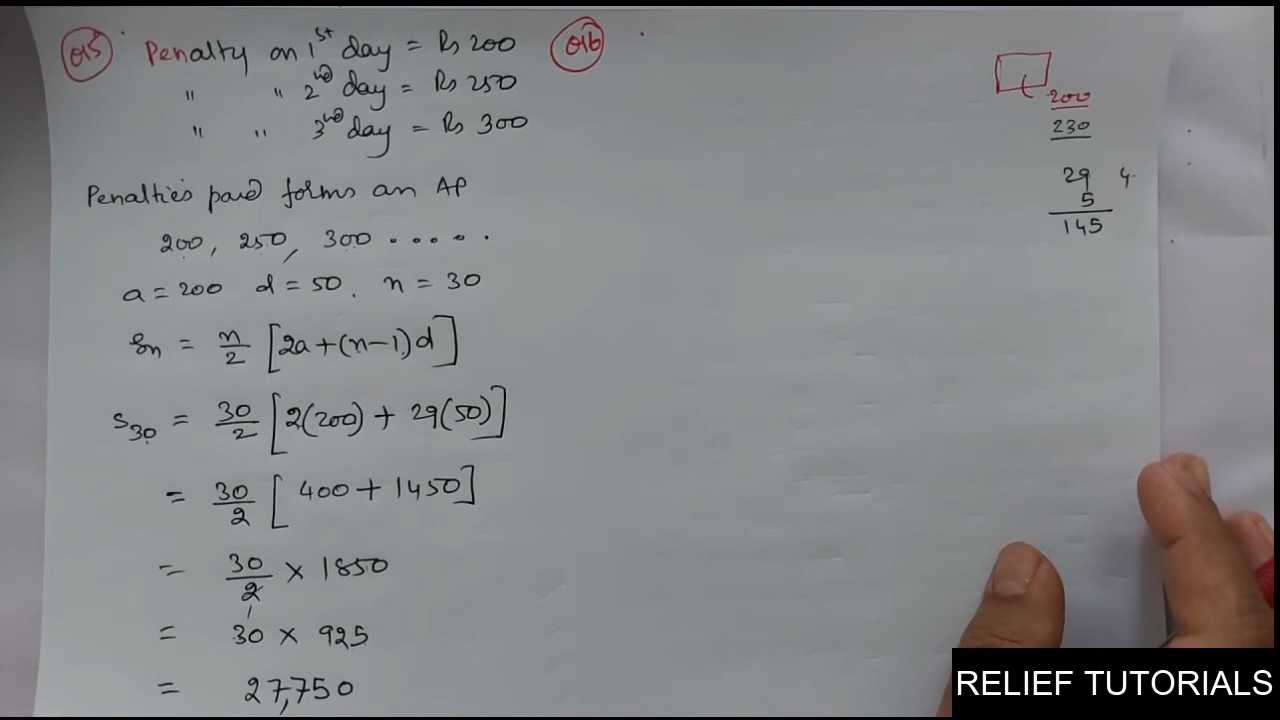 Q15 Penalty on 1st day = Rs 200
" " 2nd day = Rs 250
" " 3rd day = Rs 300
Penalties paid forms an AP
200, 250, 300 .....
a = 200 d = 50. n = 30
Sn = n/2 [2a+(n-1)d]
S30 = 30/2 [2(200) + 29(50)]
= 30/2 [400 + 1450]
= 30/2 × 1850
= 30 × 925
= 27,750
Q16
200
230
29 4
5
145
RELIEF TUTORIALS